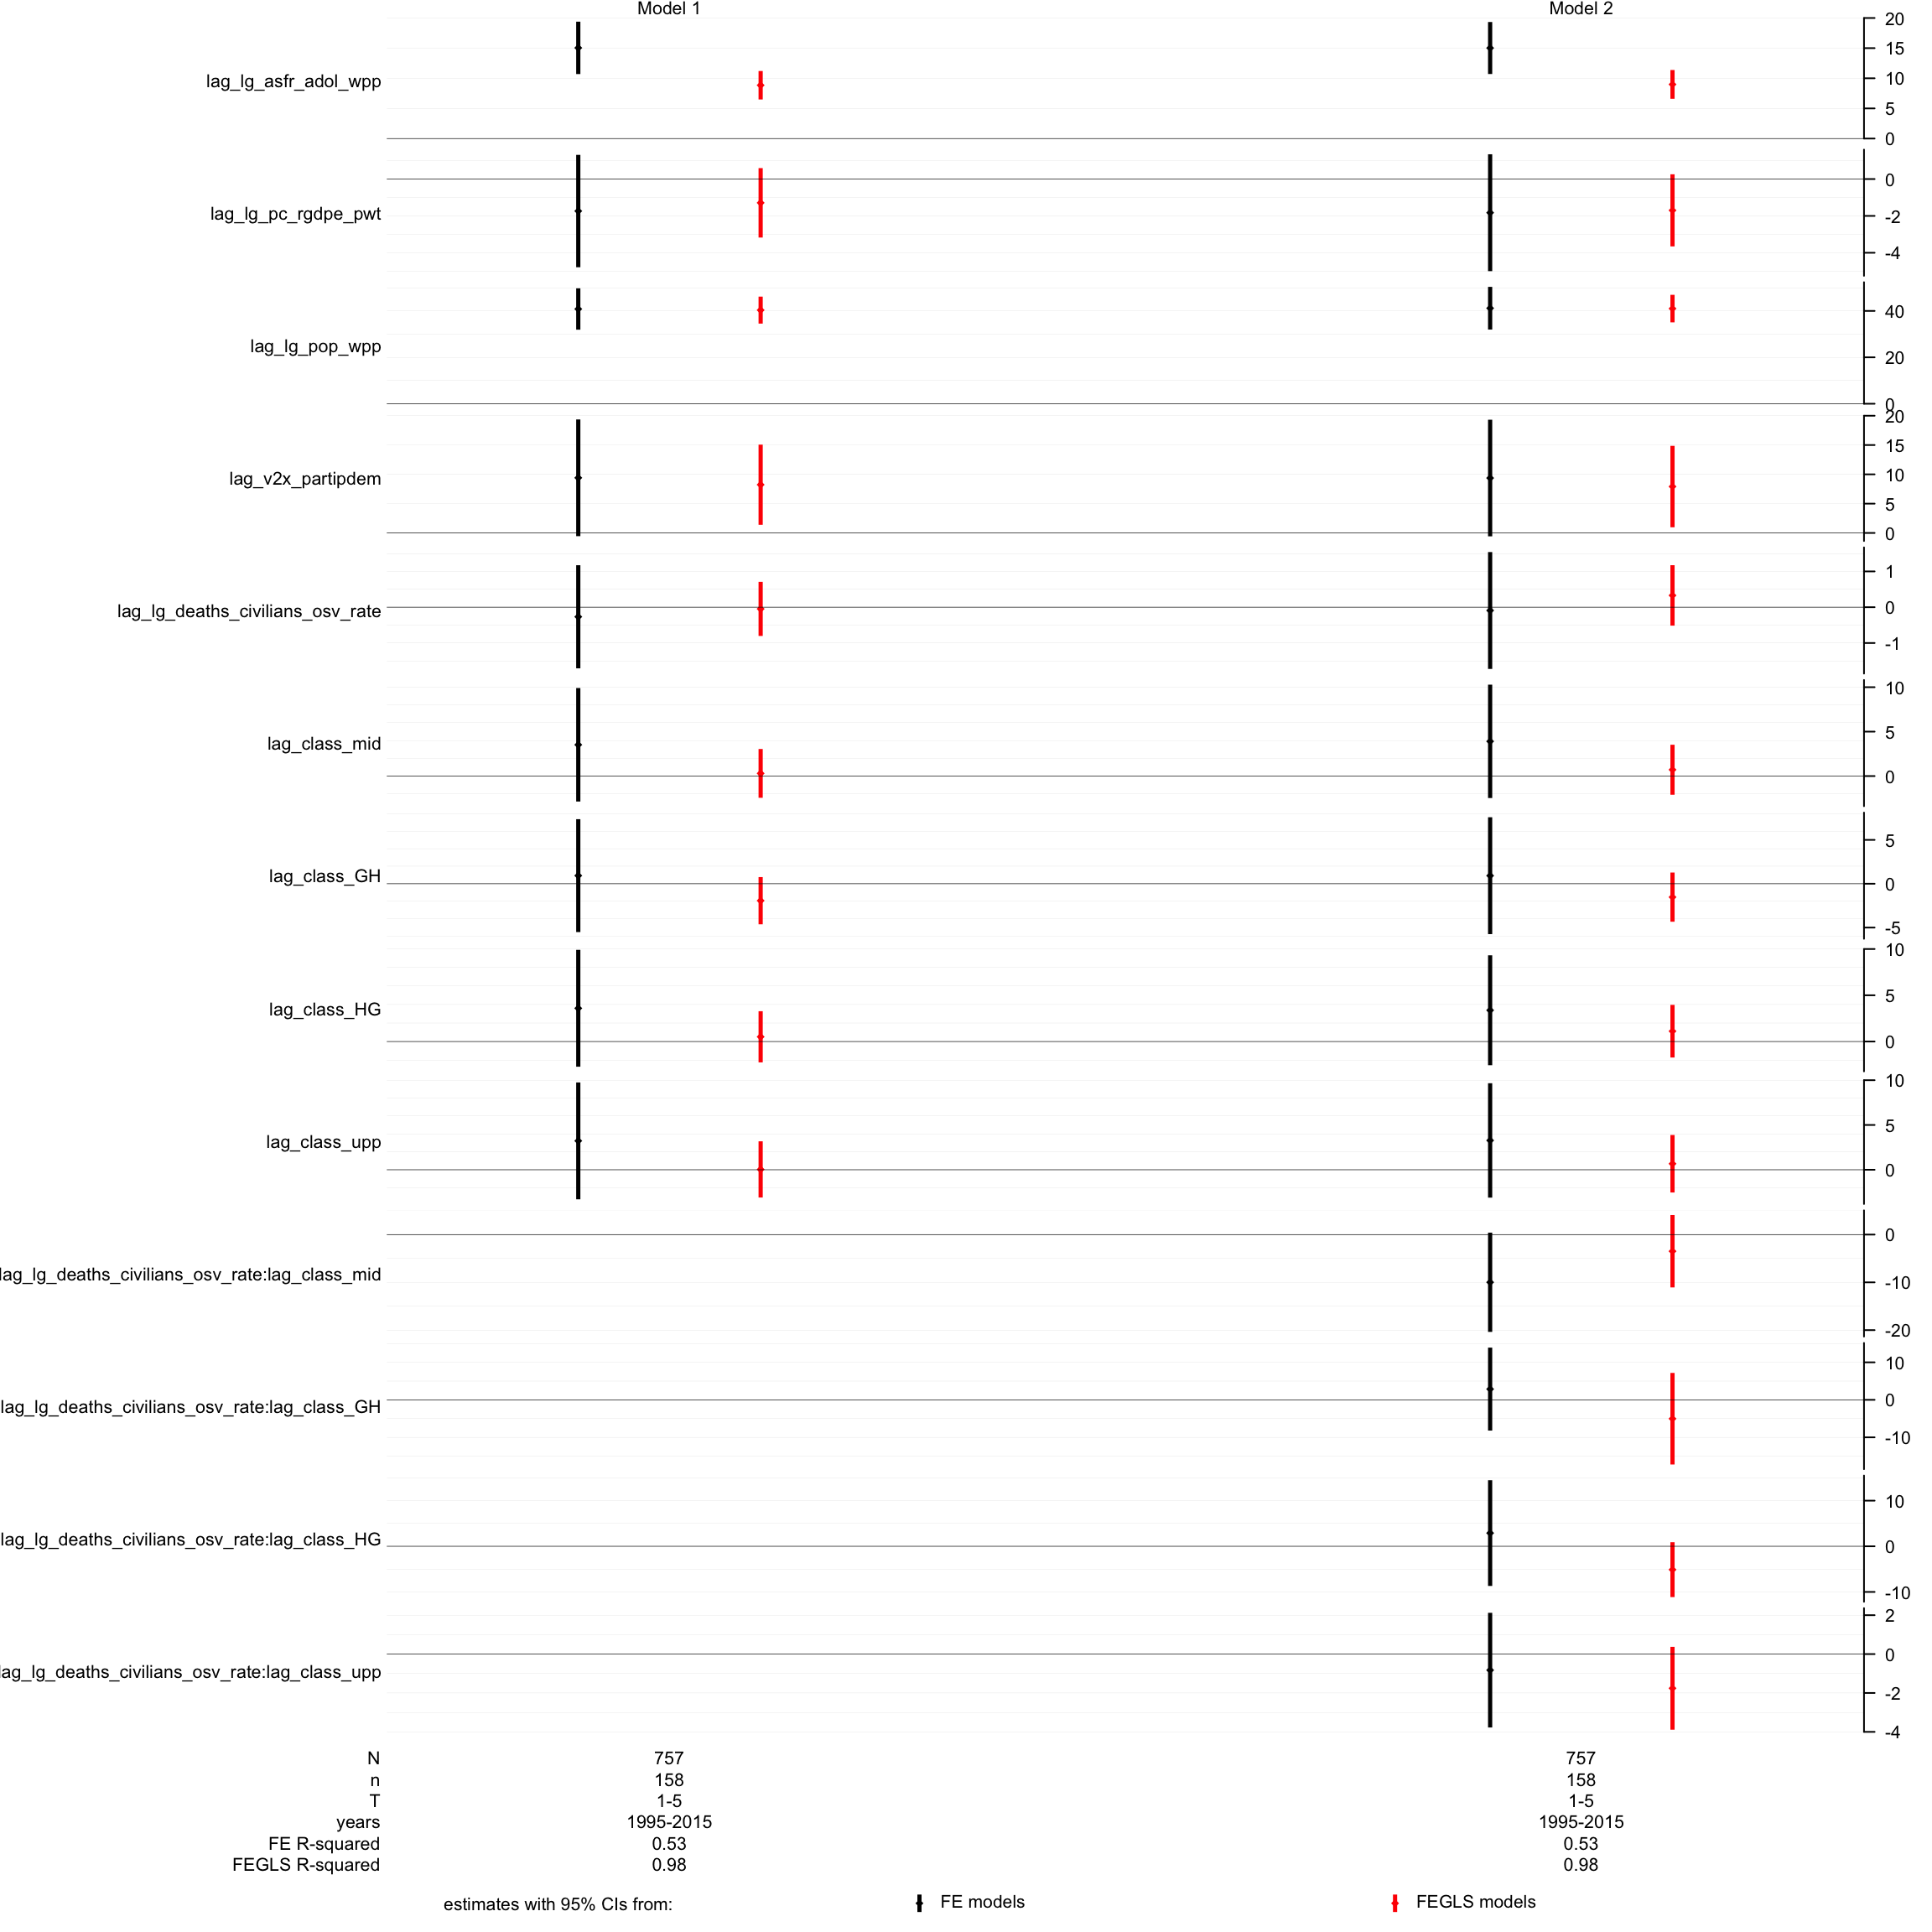 Model 1 Model 2
20
15
lag_lg_asfr_adol_wpp 10
5
0
0
lag_lg_pc_rgdpe_pwt -2
-4
40
lag_lg_pop_wpp 20
0
20
15
lag_v2x_partipdem 10
5
0
1
lag_lg_deaths_civilians_osv_rate 0
-1
10
lag_class_mid 5
0
5
lag_class_GH 0
-5
10
lag_class_HG 5
0
10
lag_class_upp 5
0
0
lag_lg_deaths_civilians_osv_rate:lag_class_mid -10
-20
10
lag_lg_deaths_civilians_osv_rate:lag_class_GH 0
-10
10
lag_lg_deaths_civilians_osv_rate:lag_class_HG 0
-10
2
0
lag_lg_deaths_civilians_osv_rate:lag_class_upp -2
-4
N 757 757
n 158 158
T 1-5 1-5
years 1995-2015 1995-2015
FE R-squared 0.53 0.53
FEGLS R-squared 0.98 0.98
estimates with 95% CIs from: FE models FEGLS models